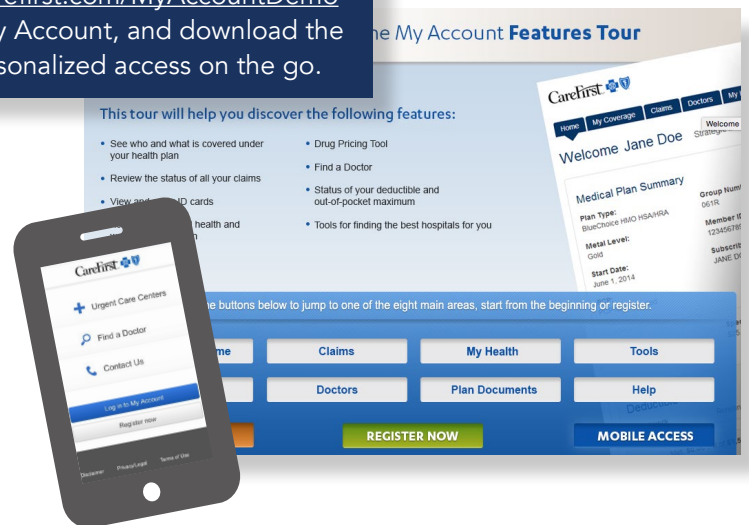 carefirst.com/MyAccountDemo
Account, and download the
access on the go.
My Account Features Tour
This tour will help you discover the following features:
• See who and what is covered under
your health plan
• Review the status of all your claims
• View ID cards
health and
• Drug Pricing Tool
• Find a Doctor
• Status of your deductible and
out-of-pocket maximum
• Tools for finding the best hospitals for you
CareFirst
Home
My Coverage
Claims
Doctors
My
Welcome
Welcome Jane Doe
Medical Plan Summary
Plan Type:
BlueChoice HMO HSA/HRA
Metal Level:
Gold
Start Date:
June 1, 2014
Group
061R
Member
JANE
buttons below to jump to one of the eight main areas, start from the beginning or register.
Claims
My Health
Tools
Doctors
Plan Documents
Help
REGISTER NOW
MOBILE ACCESS
CareFirst
Urgent Care Centers
Find a Doctor
Contact Us
Log in to My Account
Register now
Disclaimer
Privacy/Legal
Terms of Use